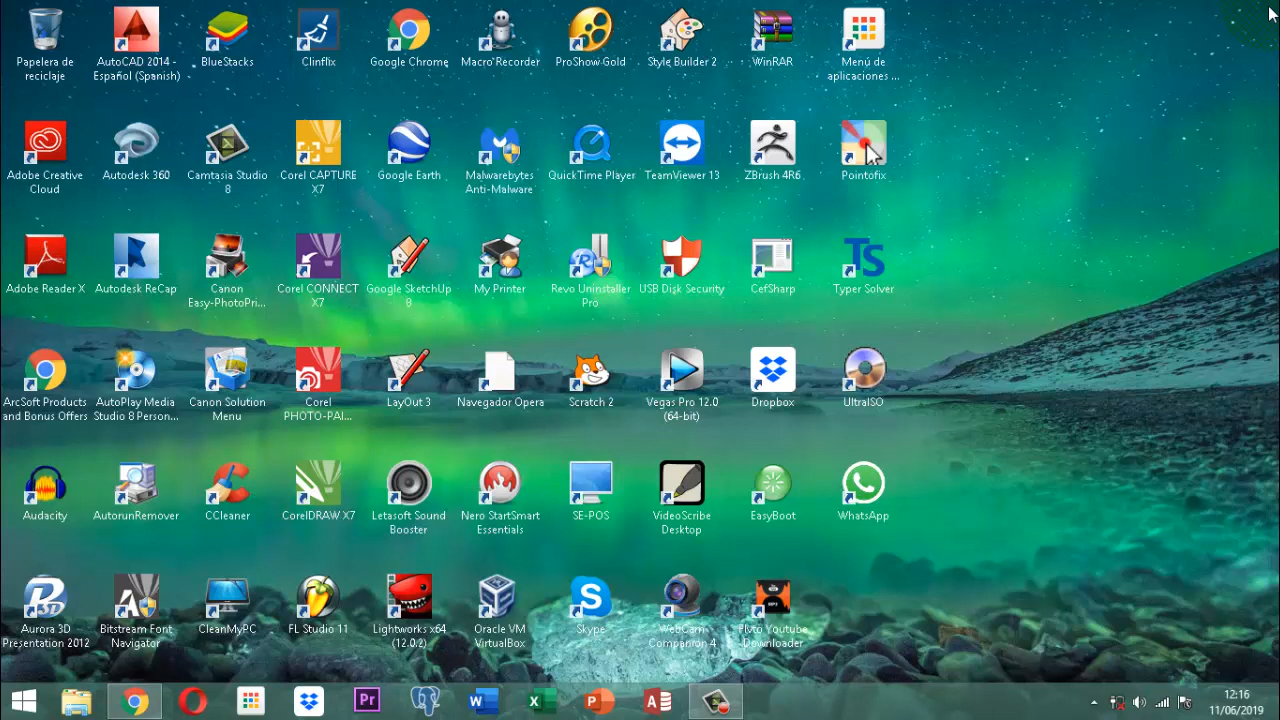 Papelera de
reciclaje
AutoCAD 2014 -
Español (Spanish)
BlueStacks
Clinflix
Google Chrome
Macro Recorder
ProShow Gold
Style Builder 2
WinRAR
Menú de
aplicaciones ...
Adobe Creative
Cloud
Autodesk 360
Camtasia Studio
8
Corel CAPTURE
X7
Google Earth
Malwarebytes
Anti-Malware
QuickTime Player
TeamViewer 13
ZBrush 4R6
Pointofix
Adobe Reader X
Autodesk ReCap
Canon
Easy-PhotoPri...
Corel CONNECT
X7
Google SketchUp
8
My Printer
Revo Uninstaller
Pro
USB Disk Security
CefSharp
TS
Typer Solver
ArcSoft Products
and Bonus Offers
AutoPlay Media
Studio 8 Person...
Canon Solution
Menu
Corel
PHOTO-PAI...
LayOut 3
Navegador Opera
Scratch 2
Vegas Pro 12.0
(64-bit)
Dropbox
UltraISO
Audacity
AutorunRemover
CCleaner
CorelDRAW X7
Letasoft Sound
Booster
Nero StartSmart
Essentials
SE-POS
VideoScribe
Desktop
EasyBoot
WhatsApp
Aurora 3D
Presentation 2012
Bitstream Font
Navigator
CleanMyPC
FL Studio 11
Lightworks x64
(12.0.2)
Oracle VM
VirtualBox
Skype
WebCam
Companion 4
Flvto Youtube
Downloader
Pr
12:16
11/06/2019